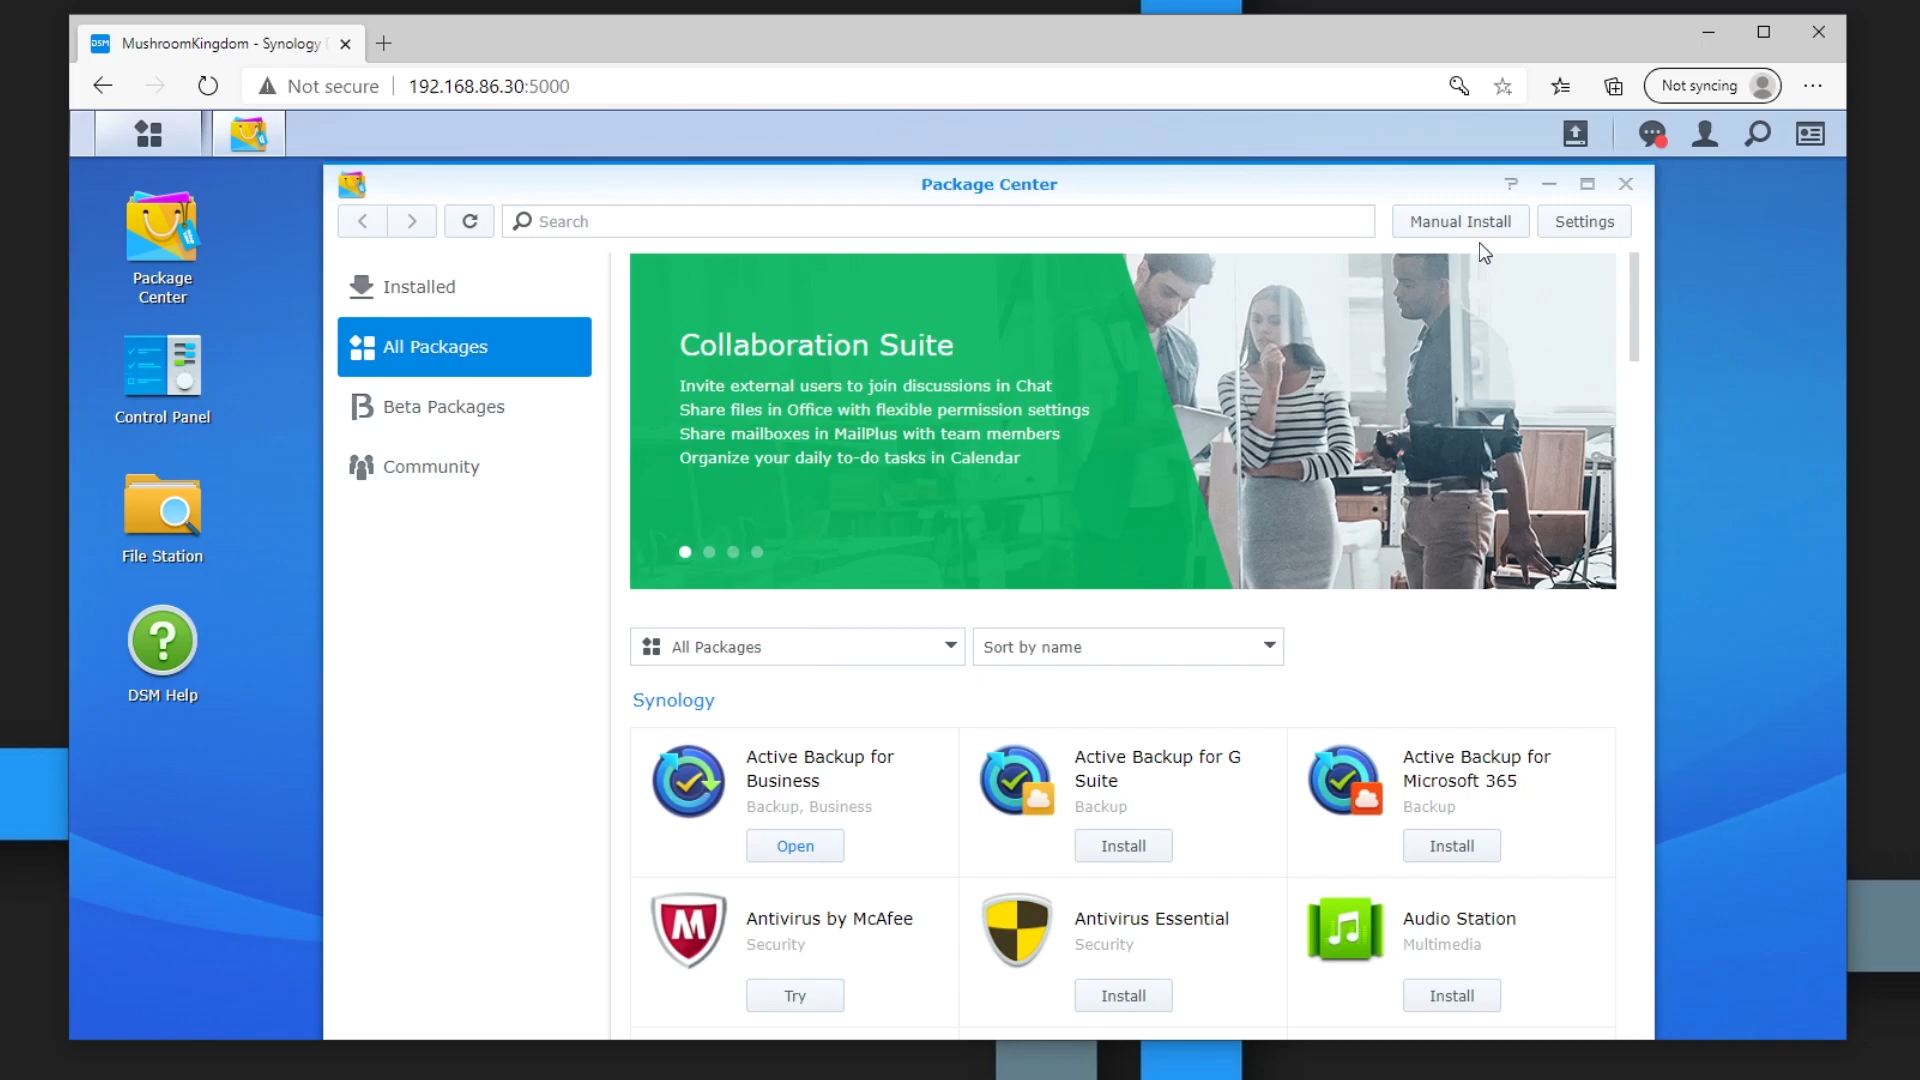 DSM MushroomKingdom - Synology
Not secure 192.168.86.30:5000
Not syncing
Package Center
Package
Center
Control Panel
File Station
DSM Help
Search
Manual Install
Settings
Installed
All Packages
Beta Packages
Community
Collaboration Suite
Invite external users to join discussions in Chat
Share files in Office with flexible permission settings
Share mailboxes in MailPlus with team members
Organize your daily to-do tasks in Calendar
All Packages
Sort by name
Synology
Active Backup for
Business
Backup, Business
Open
Active Backup for G
Suite
Backup
Install
Active Backup for
Microsoft 365
Backup
Install
Antivirus by McAfee
Security
Try
Antivirus Essential
Security
Install
Audio Station
Multimedia
Install